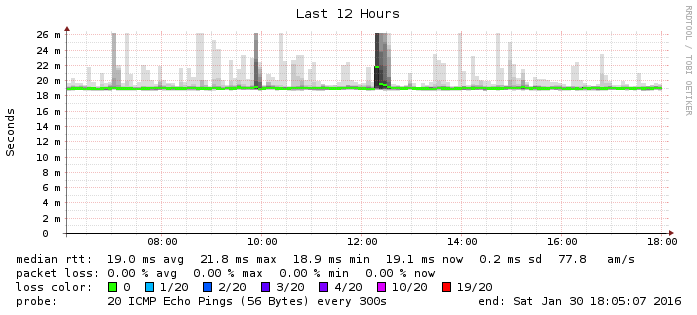 Last 12 Hours
RRDTOOL / TOBI OETIKER
Seconds
26 m
24 m
22 m
20 m
18 m
16 m
14 m
12 m
10 m
8 m
6 m
4 m
2 m
0
08:00 10:00 12:00 14:00 16:00 18:00
median rtt: 19.0 ms avg 21.8 ms max 18.9 ms min 19.1 ms now 0.2 ms sd 77.8 am/s
packet loss: 0.00 % avg 0.00 % max 0.00 % min 0.00 % now
loss color: 0 1/20 2/20 3/20 4/20 10/20 19/20
probe: 20 ICMP Echo Pings (56 Bytes) every 300s end: Sat Jan 30 18:05:07 2016